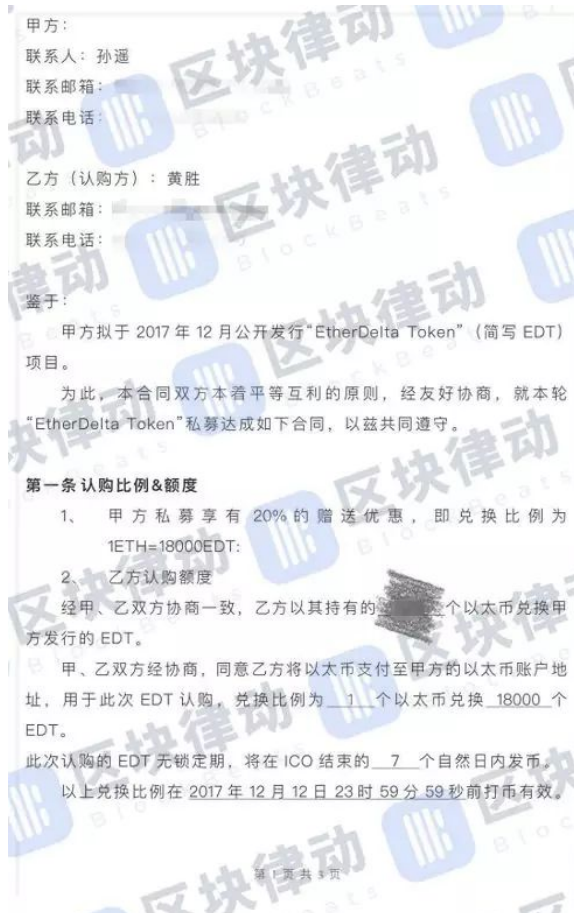 甲方：
联系人：孙遥
联系邮箱：
联系电话：
乙方（认购方）：黄胜
联系邮箱：
联系电话：
鉴于：
甲方拟于 2017 年 12 月公开发行“EtherDelta Token”（简写 EDT）
项目。
为此，本合同双方本着平等互利的原则，经友好协商，就本轮
“EtherDelta Token”私募达成如下合同，以兹共同遵守。
第一条 认购比例&额度
1、 甲方私募享有 20%的赠送优惠，即兑换比例为
1ETH=18000EDT:
2、 乙方认购额度
经甲、乙双方协商一致，乙方以其持有的 个以太币兑换甲
方发行的 EDT。
甲、乙双方经协商，同意乙方将以太币支付至甲方的以太币账户地
址，用于此次 EDT 认购，兑换比例为 1 个以太币兑换 18000 个
EDT。
此次认购的 EDT 无锁定期，将在 ICO 结束的 7 个自然日内发币。
以上兑换比例在 2017 年 12 月 12 日 23 时 59 分 59 秒前打币有效。
第 1 页 共 3 页
区块律动
BlockBeats